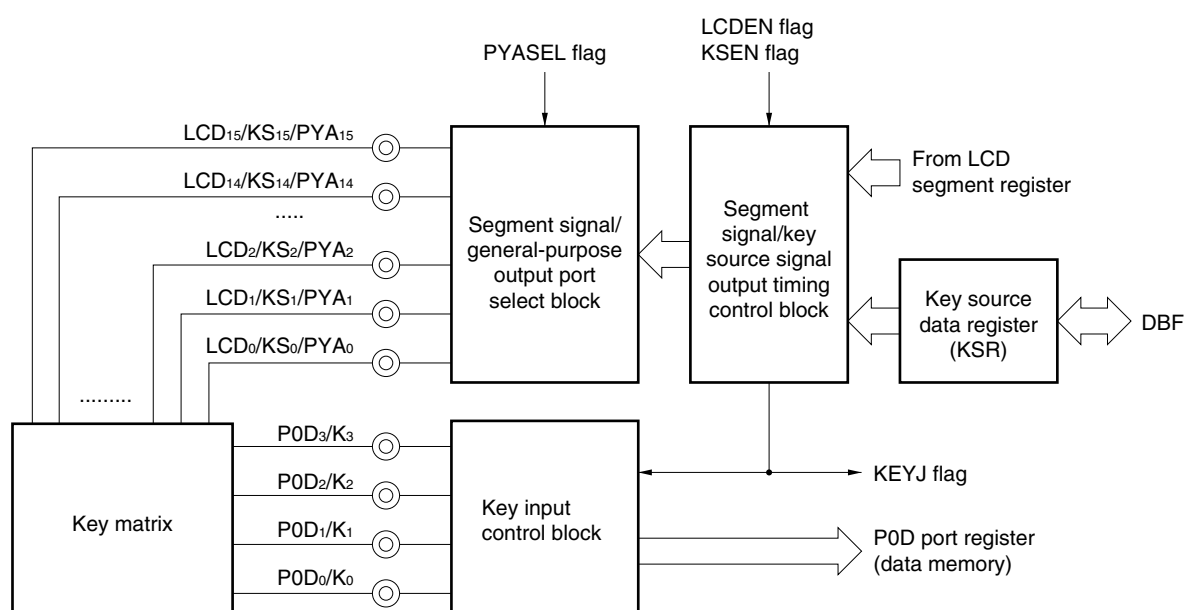 LCDEN flag
KSEN flag
PYASEL flag
LCD15/KS15/PYA15
LCD14/KS14/PYA14
.....
LCD2/KS2/PYA2
LCD1/KS1/PYA1
LCD0/KS0/PYA0
.........
Segment signal/
general-purpose
output port
select block
Segment
signal/key
source signal
output timing
control block
From LCD
segment register
Key source
data register
(KSR)
DBF
Key matrix
P0D3/K3
P0D2/K2
P0D1/K1
P0D0/K0
Key input
control block
KEYJ flag
P0D port register
(data memory)